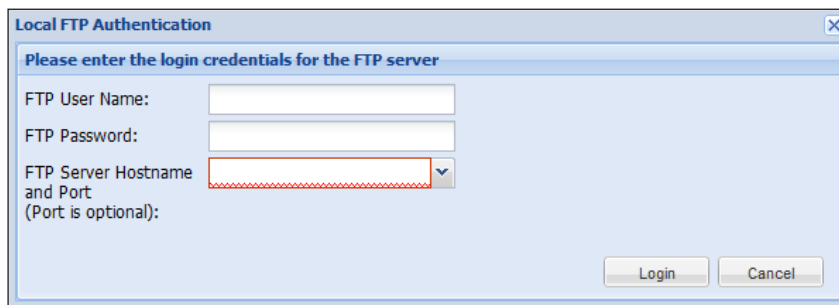 Local FTP Authentication
Please enter the login credentials for the FTP server
FTP User Name:
FTP Password:
FTP Server Hostname
and Port
(Port is optional):
Login
Cancel